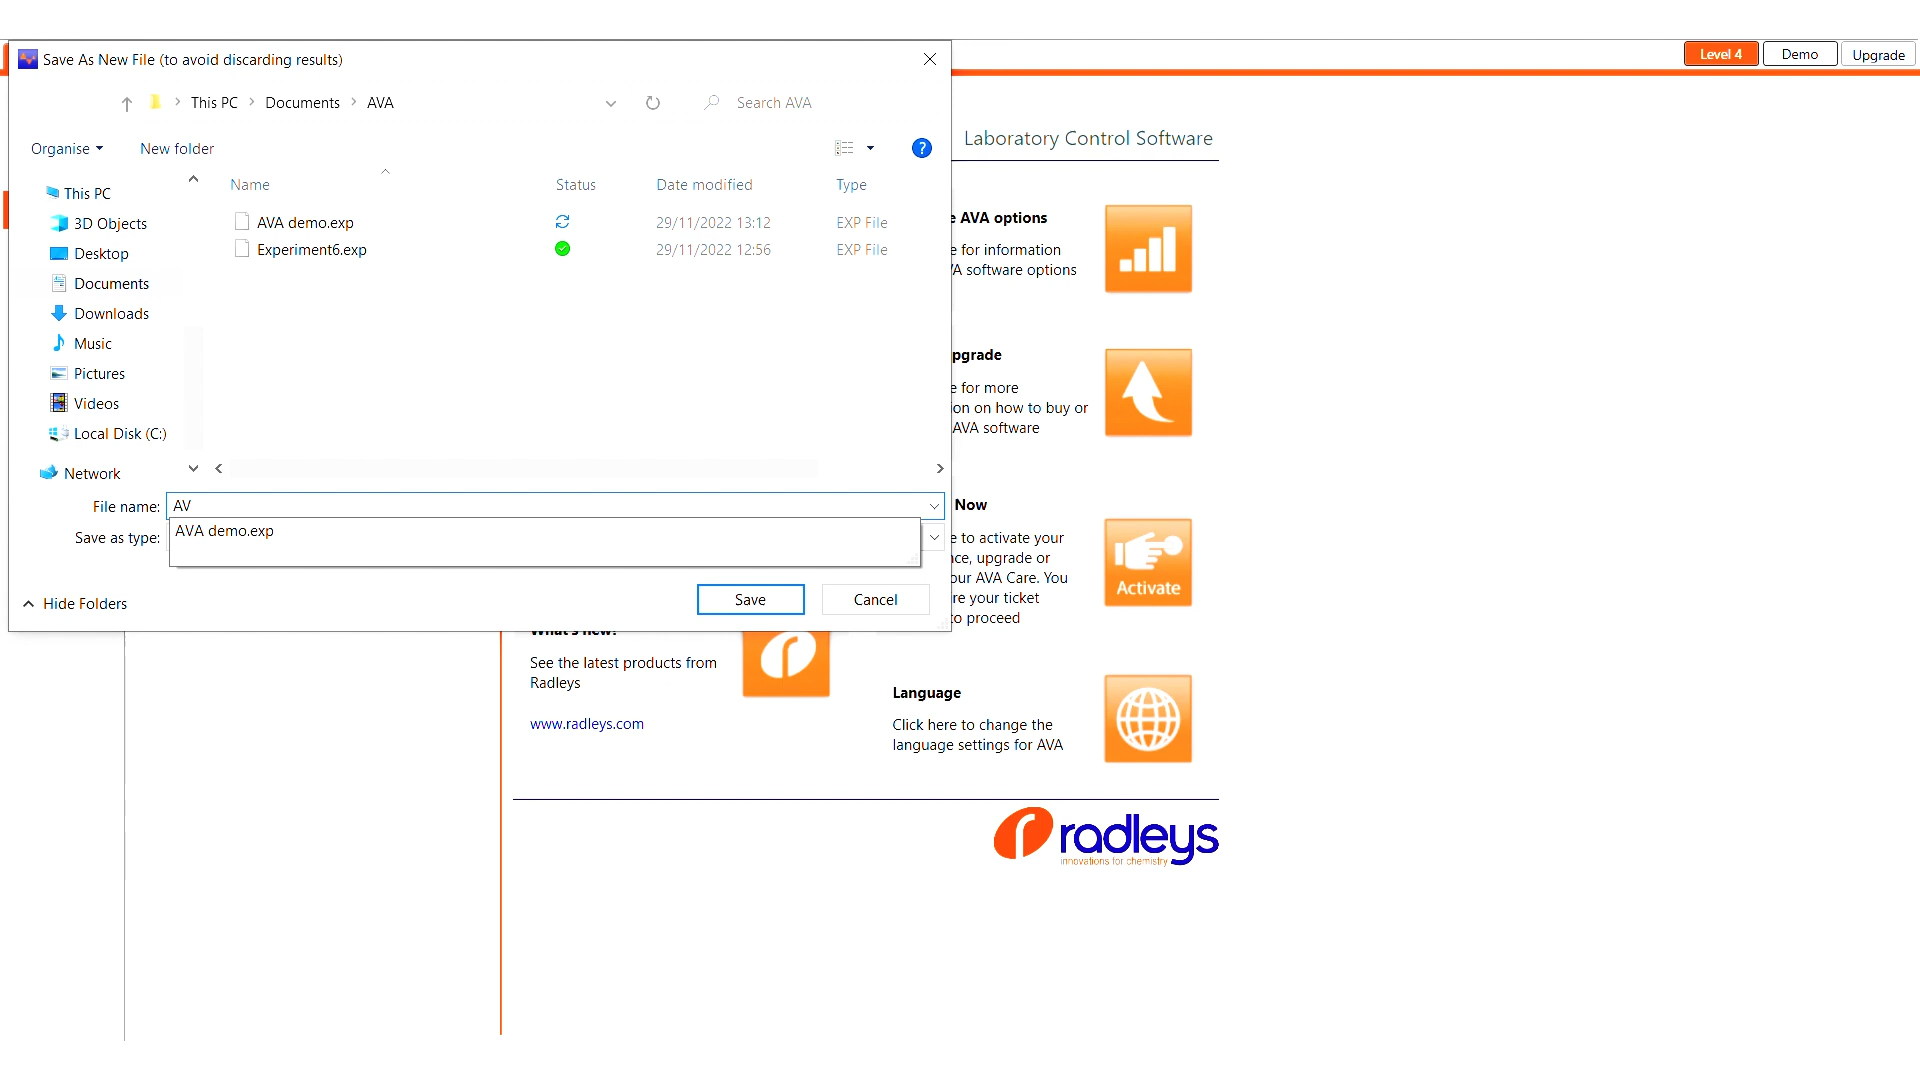 Save As New File (to avoid discarding results)
Level 4
Demo
Upgrade
This PC
Documents
AVA
Search AVA
Organise
New folder
?
Laboratory Control Software
Name
Status
Date modified
Type
This PC
3D Objects
Desktop
Documents
Downloads
Music
Pictures
Videos
Local Disk (C:)
Network
AVA demo.exp
29/11/2022 13:12
EXP File
Experiment6.exp
29/11/2022 12:56
EXP File
File name:
AV
Save as type:
AVA demo.exp
Hide Folders
Save
Cancel
e AVA options
e for information
VA software options
pgrade
e for more
on on how to buy or
AVA software
Now
e to activate your
nce, upgrade or
our AVA Care. You
re your ticket
to proceed
Activate
What's new?
See the latest products from
Radleys
www.radleys.com
Language
Click here to change the
language settings for AVA
radleys
innovations for chemistry